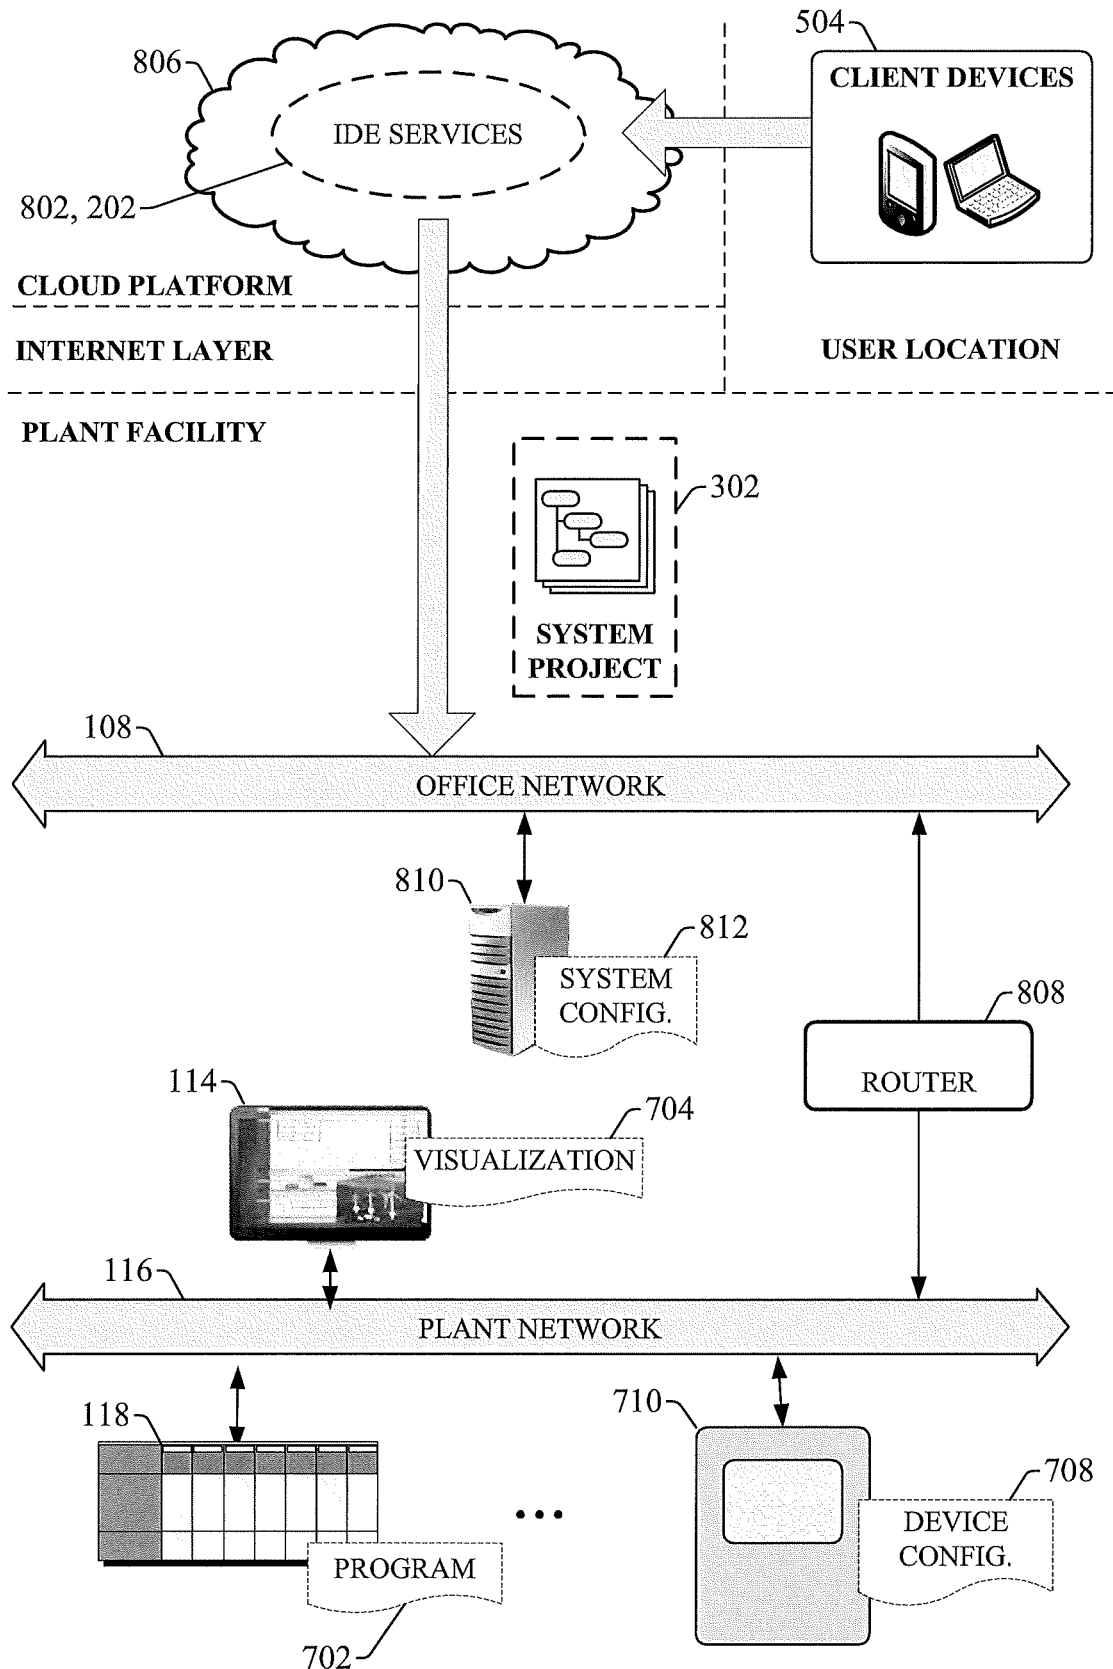 504
806
CLIENT DEVICES
IDE SERVICES
802, 202
CLOUD PLATFORM
INTERNET LAYER
USER LOCATION
PLANT FACILITY
302
SYSTEM
PROJECT
108
OFFICE NETWORK
810
812
SYSTEM
CONFIG.
808
ROUTER
114
704
VISUALIZATION
116
PLANT NETWORK
118
710
708
DEVICE
CONFIG.
PROGRAM
702